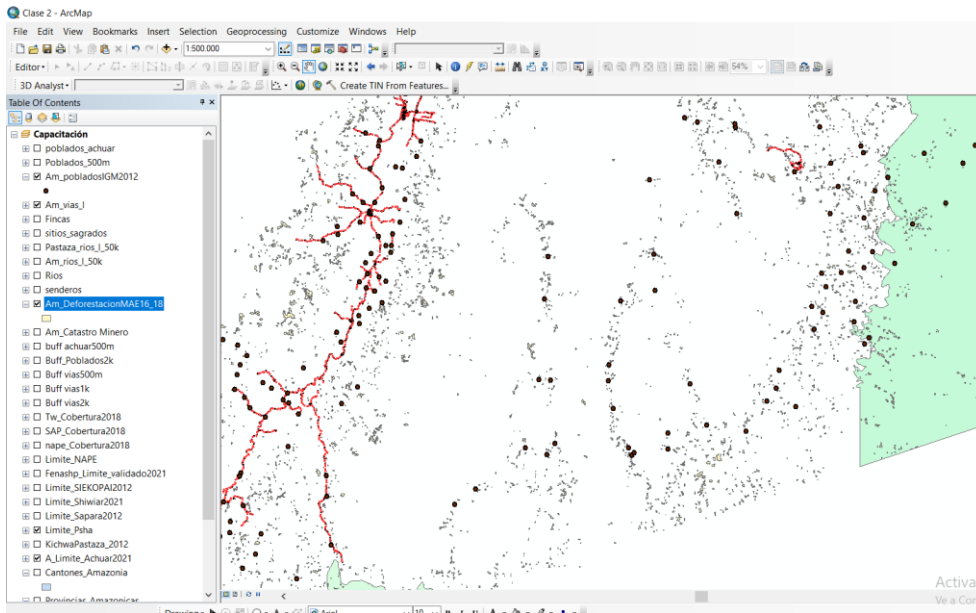 Clase 2 - ArcMap
File Edit View Bookmarks Insert Selection Geoprocessing Customize Windows Help
1:500.000
Editor
54%
3D Analyst
Create TIN From Features...
Table Of Contents
Capacitación
poblados_achuar
Poblados_500m
Am_pobladosIGM2012
Am_vias_l
Fincas
sitios_sagrados
Pastaza_rios_l_50k
Am_rios_l_50k
Rios
senderos
Am_DeforestacionMAE16_18
Am_Catastro Minero
buff achuar500m
Buff_Poblados2k
Buff vias500m
Buff vias1k
Buff vias2k
Tw_Cobertura2018
SAP_Cobertura2018
nape_Cobertura2018
Limite_NAPE
Fenashp_Limite_validado2021
Limite_SIEKOPAI2012
Limite_Shiwiar2021
Limite_Sapara2012
Limite_Psha
KichwaPastaza_2012
A_Limite_Achuar2021
Cantones_Amazonia
Provincias_Amazonicas
Activa
Ve a Con
Drawing
Arial
10